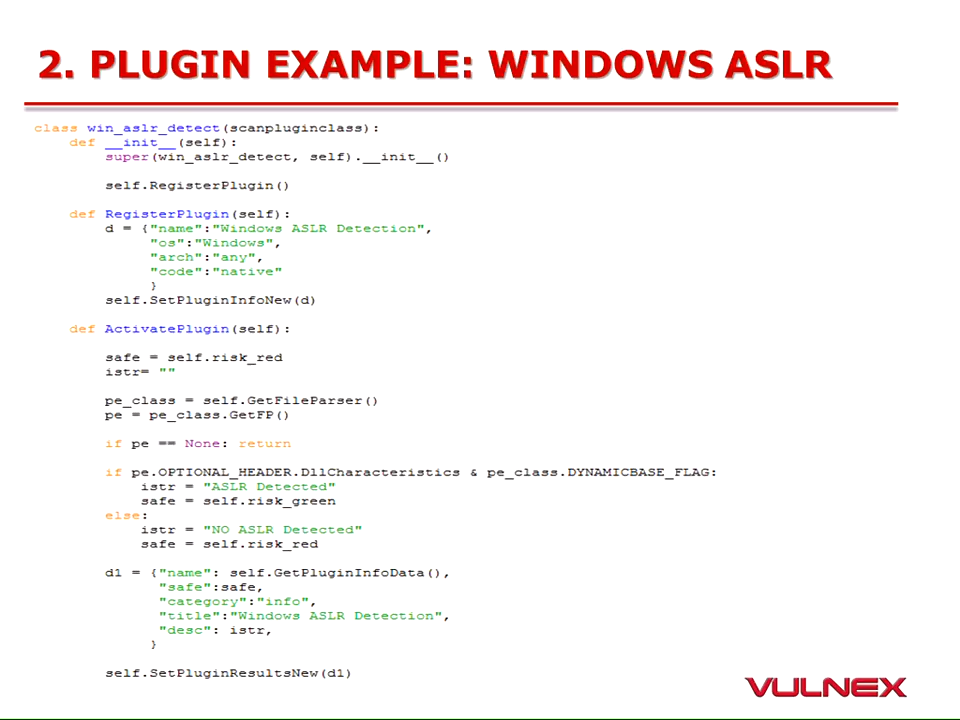 2. PLUGIN EXAMPLE: WINDOWS ASLR
class win_aslr_detect(scanpluginclass):
    def __init__(self):
        super(win_aslr_detect, self).__init__()
        self.RegisterPlugin()
    def RegisterPlugin(self):
        d = {"name":"Windows ASLR Detection",
             "os":"Windows",
             "arch":"any",
             "code":"native"
             }
        self.SetPluginInfoNew(d)
    def ActivatePlugin(self):
        safe = self.risk_red
        istr= ""
        pe_class = self.GetFileParser()
        pe = pe_class.GetFP()
        if pe == None: return
        if pe.OPTIONAL_HEADER.DllCharacteristics & pe_class.DYNAMICBASE_FLAG:
            istr = "ASLR Detected"
            safe = self.risk_green
        else:
            istr = "NO ASLR Detected"
            safe = self.risk_red
        d1 = {"name": self.GetPluginInfoData(),
              "safe":safe,
              "category":"info",
              "title":"Windows ASLR Detection",
              "desc": istr,
             }
        self.SetPluginResultsNew(d1)
VULNEX